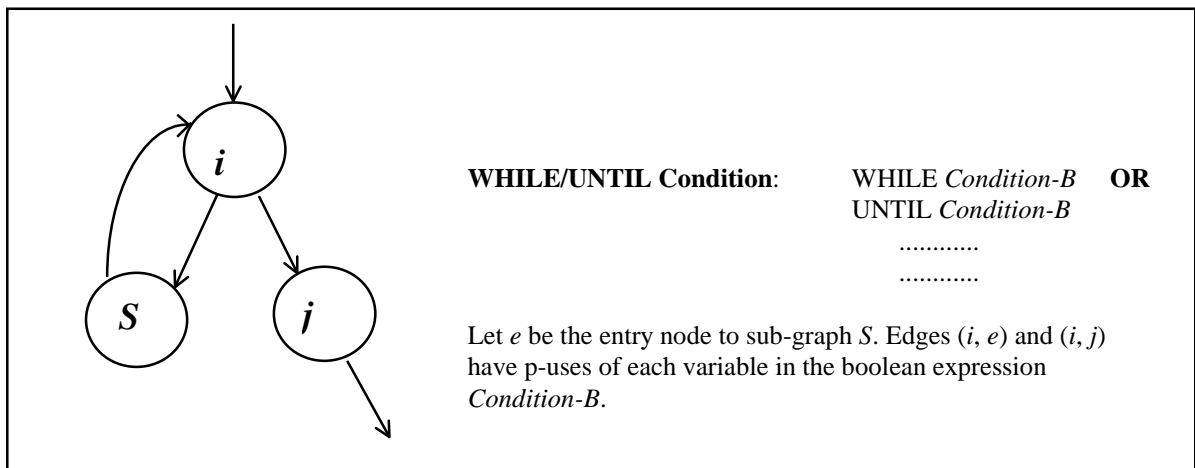 i
S
j
WHILE/UNTIL Condition: WHILE Condition-B OR
UNTIL Condition-B
............
............
Let e be the entry node to sub-graph S. Edges (i, e) and (i, j)
have p-uses of each variable in the boolean expression
Condition-B.